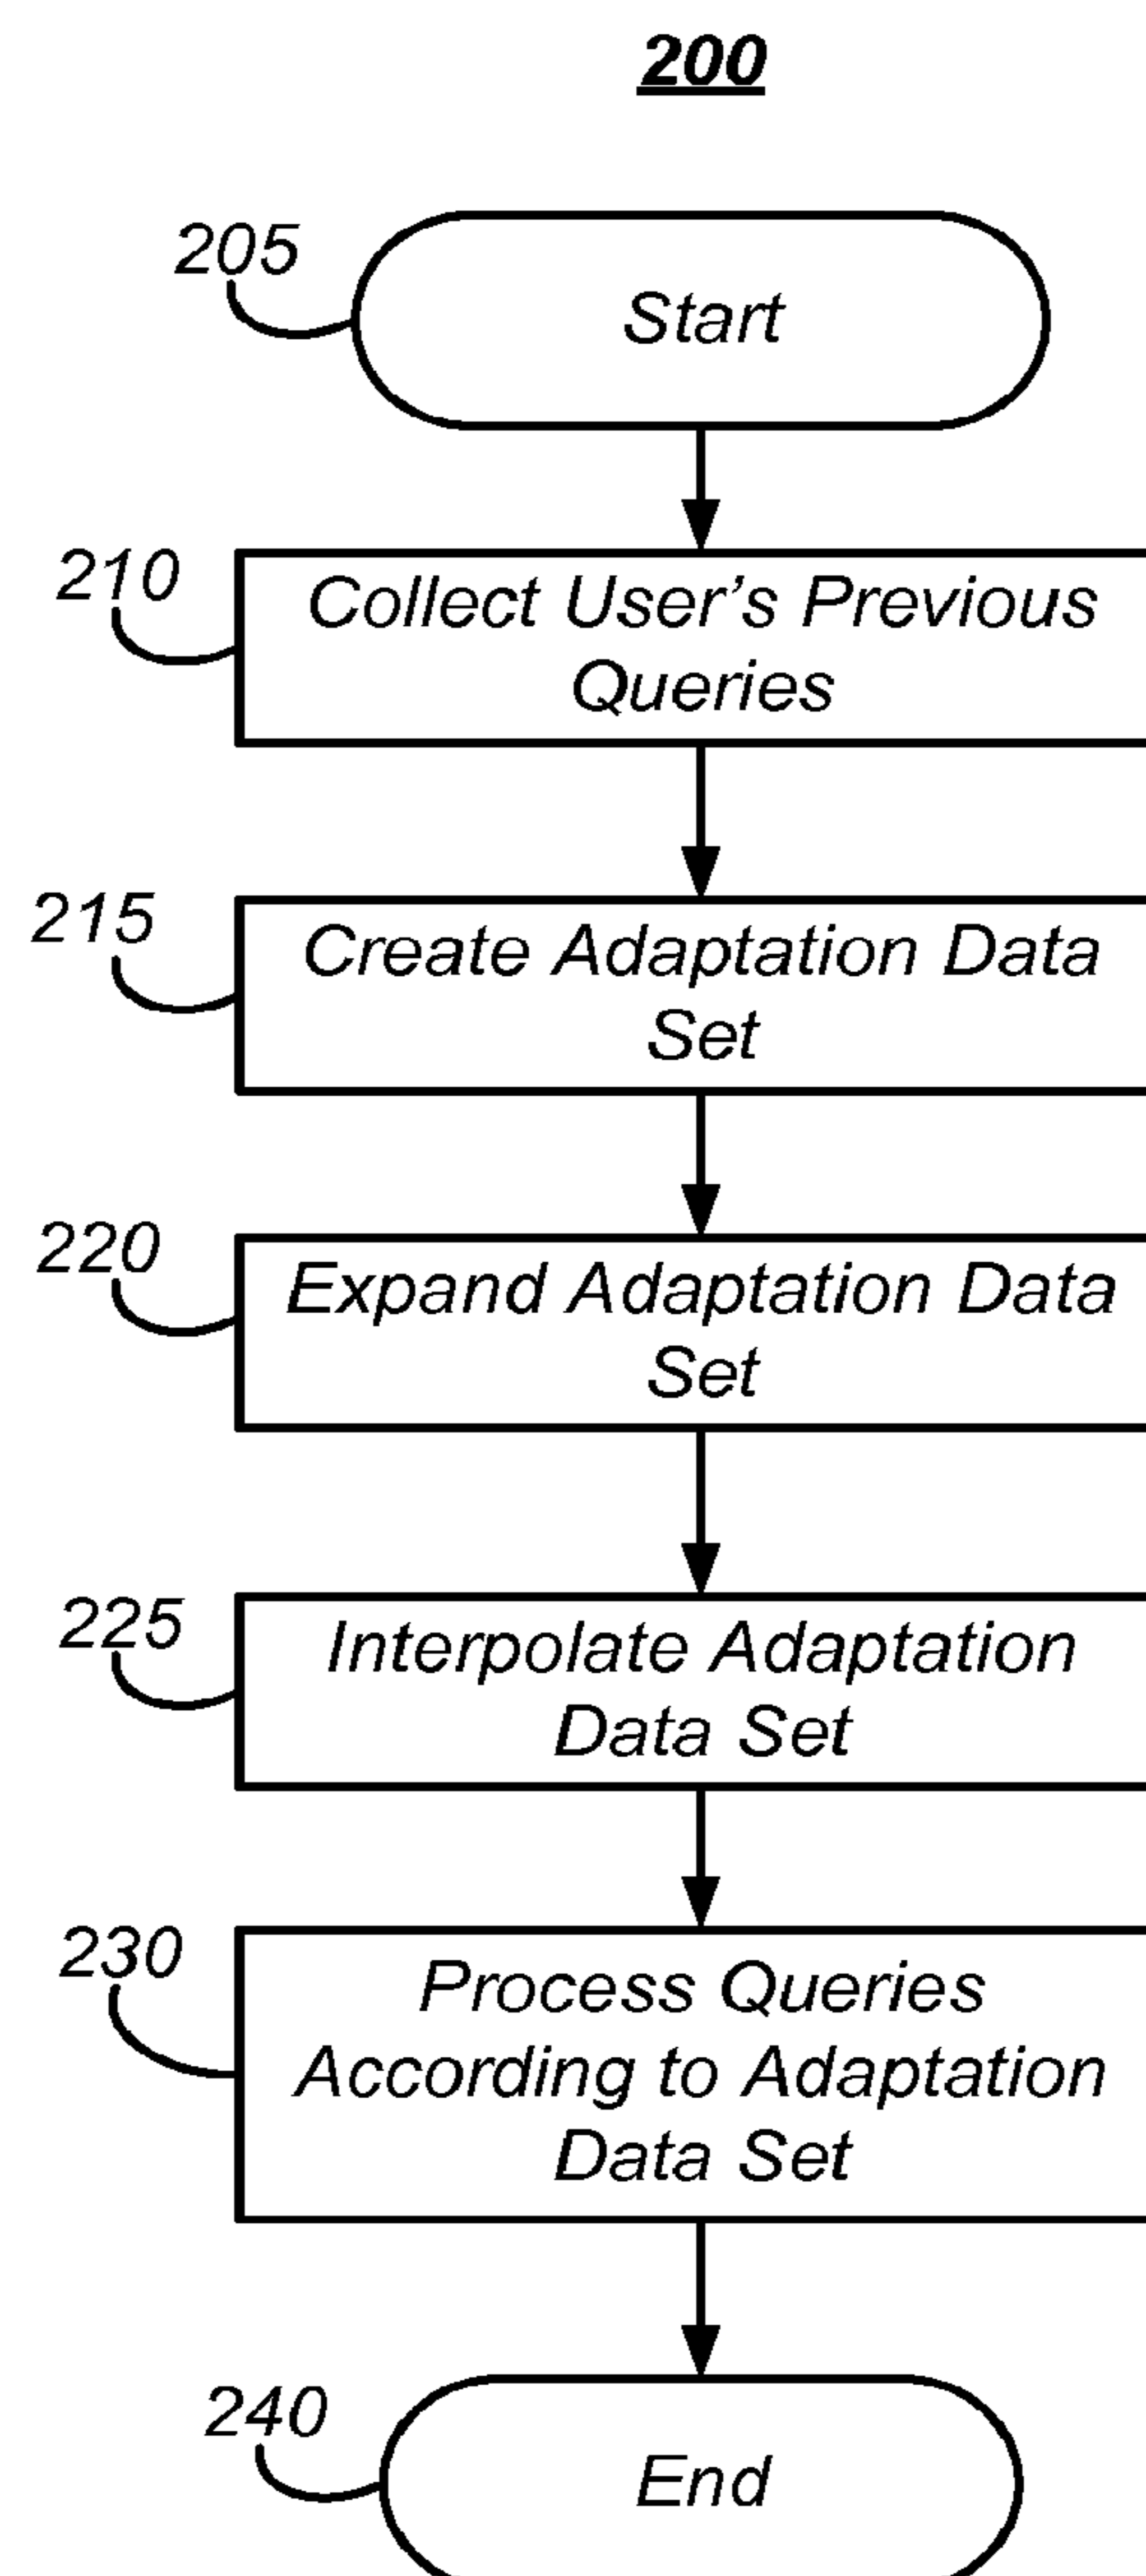 200
205
Start
210
Collect User's Previous
Queries
215
Create Adaptation Data
Set
220
Expand Adaptation Data
Set
225
Interpolate Adaptation
Data Set
230
Process Queries
According to Adaptation
Data Set
240
End